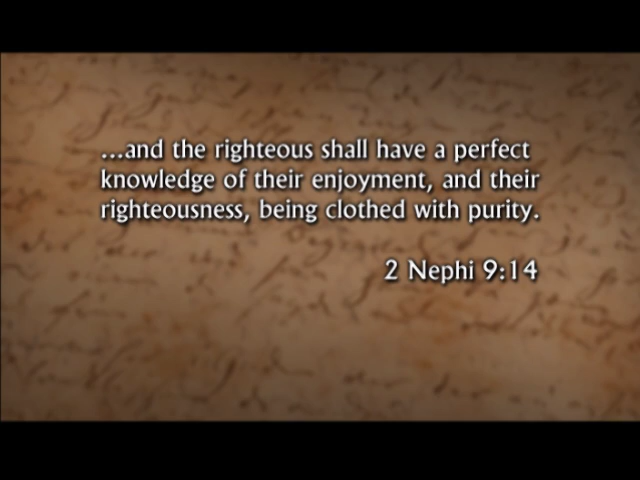 ...and the righteous shall have a perfect
knowledge of their enjoyment, and their
righteousness, being clothed with purity.
2 Nephi 9:14